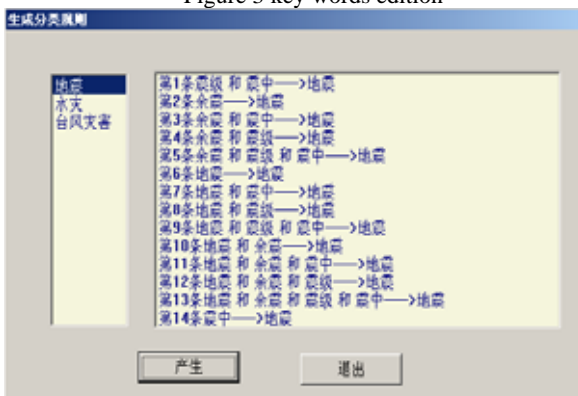 Figure 3 key words edition
生成分类规则
地震
水灾
台风灾害
第1条震级 和 震中——>地震
第2条余震——>地震
第3条余震 和 震中——>地震
第4条余震 和 震级——>地震
第5条余震 和 震级 和 震中——>地震
第6条地震——>地震
第7条地震 和 震中——>地震
第8条地震 和 震级——>地震
第9条地震 和 震级 和 震中——>地震
第10条地震 和 余震——>地震
第11条地震 和 余震 和 震中——>地震
第12条地震 和 余震 和 震级——>地震
第13条地震 和 余震 和 震级 和 震中——>地震
第14条震中——>地震
产生
退出